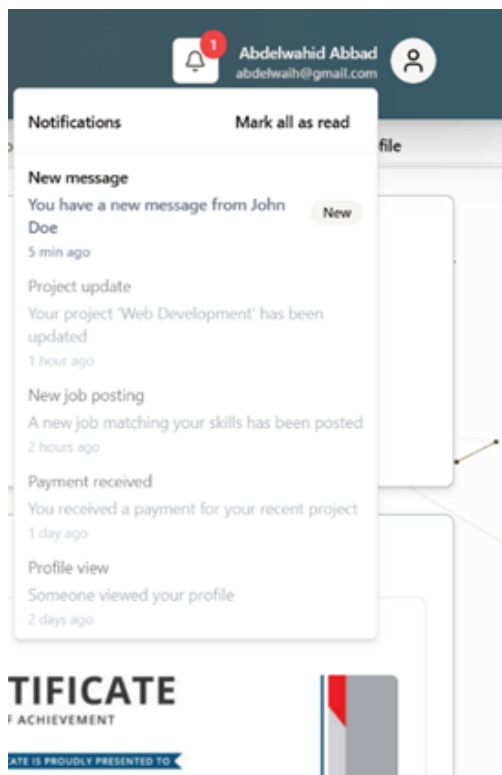 1
Abdelwahid Abbad
abdelwaih@gmail.com
Notifications Mark all as read
file
New message
You have a new message from John
Doe
New
5 min ago
Project update
Your project 'Web Development' has been
updated
1 hour ago
New job posting
A new job matching your skills has been posted
2 hours ago
Payment received
You received a payment for your recent project
1 day ago
Profile view
Someone viewed your profile
2 days ago
TIFICATE
F ACHIEVEMENT
ATE IS PROUDLY PRESENTED TO